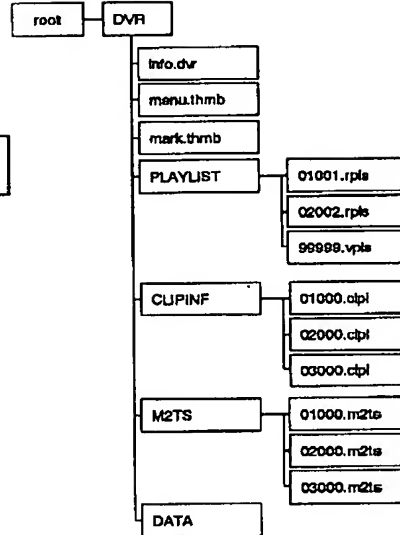 root
DVR
info.dvr
menu.thmb
mark.thmb
PLAYLIST
01001.rpls
02002.rpls
99999.vpls
CLIPINF
01000.clpi
02000.clpi
03000.clpi
M2TS
01000.m2ts
02000.m2ts
03000.m2ts
DATA